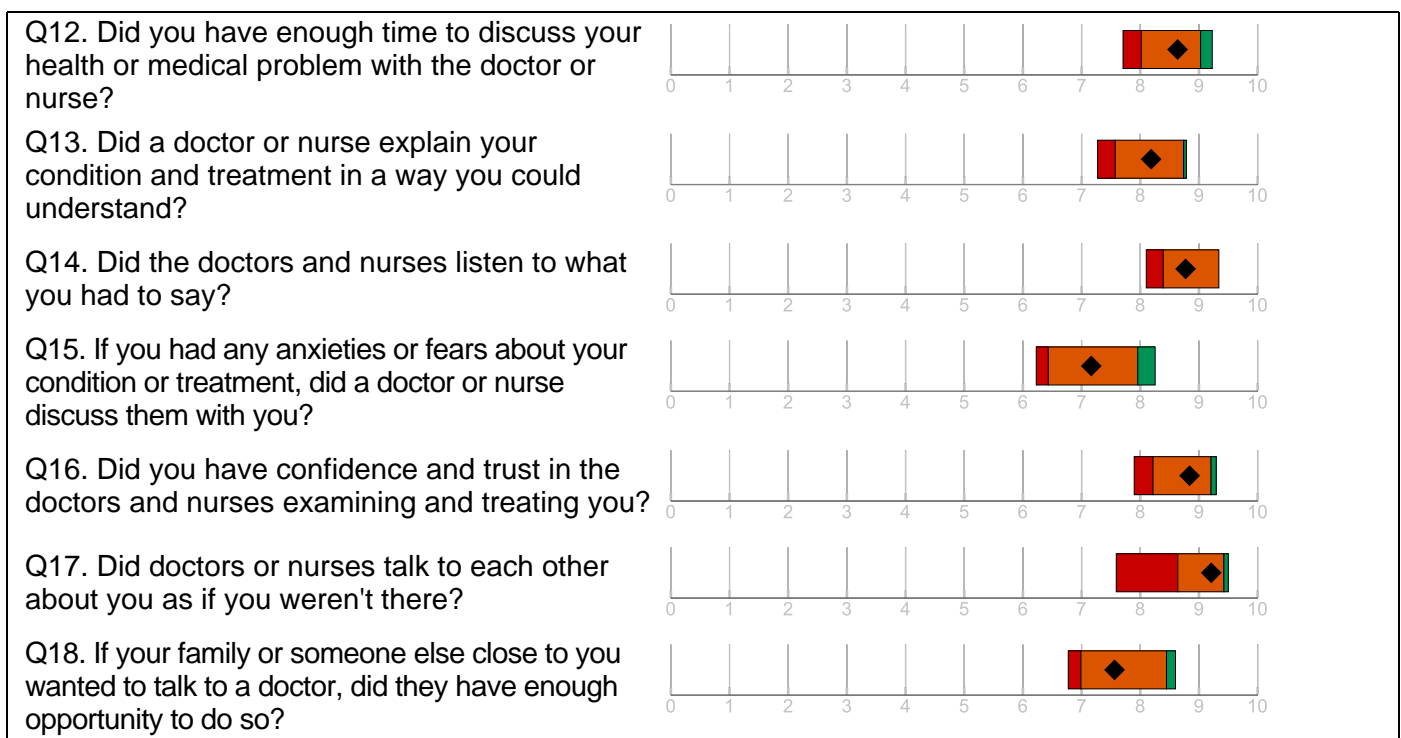 Q12. Did you have enough time to discuss your
health or medical problem with the doctor or
nurse?
0 1 2 3 4 5 6 7 8 9 10
Q13. Did a doctor or nurse explain your
condition and treatment in a way you could
understand?
0 1 2 3 4 5 6 7 8 9 10
Q14. Did the doctors and nurses listen to what
you had to say?
0 1 2 3 4 5 6 7 8 9 10
Q15. If you had any anxieties or fears about your
condition or treatment, did a doctor or nurse
discuss them with you?
0 1 2 3 4 5 6 7 8 9 10
Q16. Did you have confidence and trust in the
doctors and nurses examining and treating you?
0 1 2 3 4 5 6 7 8 9 10
Q17. Did doctors or nurses talk to each other
about you as if you weren't there?
0 1 2 3 4 5 6 7 8 9 10
Q18. If your family or someone else close to you
wanted to talk to a doctor, did they have enough
opportunity to do so?
0 1 2 3 4 5 6 7 8 9 10